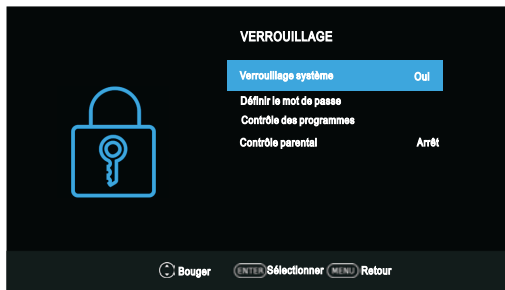 VERROUILLAGE
Verrouillage système Oui
Définir le mot de passe
Contrôle des programmes
Contrôle parental Arrêt
Bouger ENTER Sélectionner MENU Retour